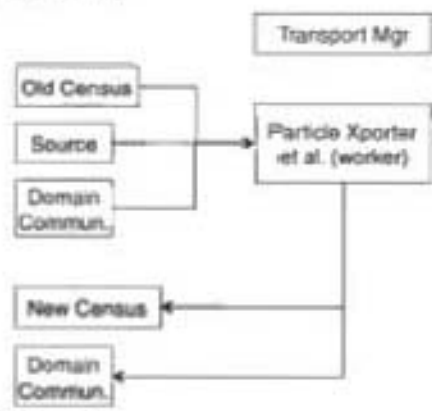 Transport Mgr
Old Census
Source
Domain
Commun.
Particle Xporter
et al. (worker)
New Census
Domain
Commun.